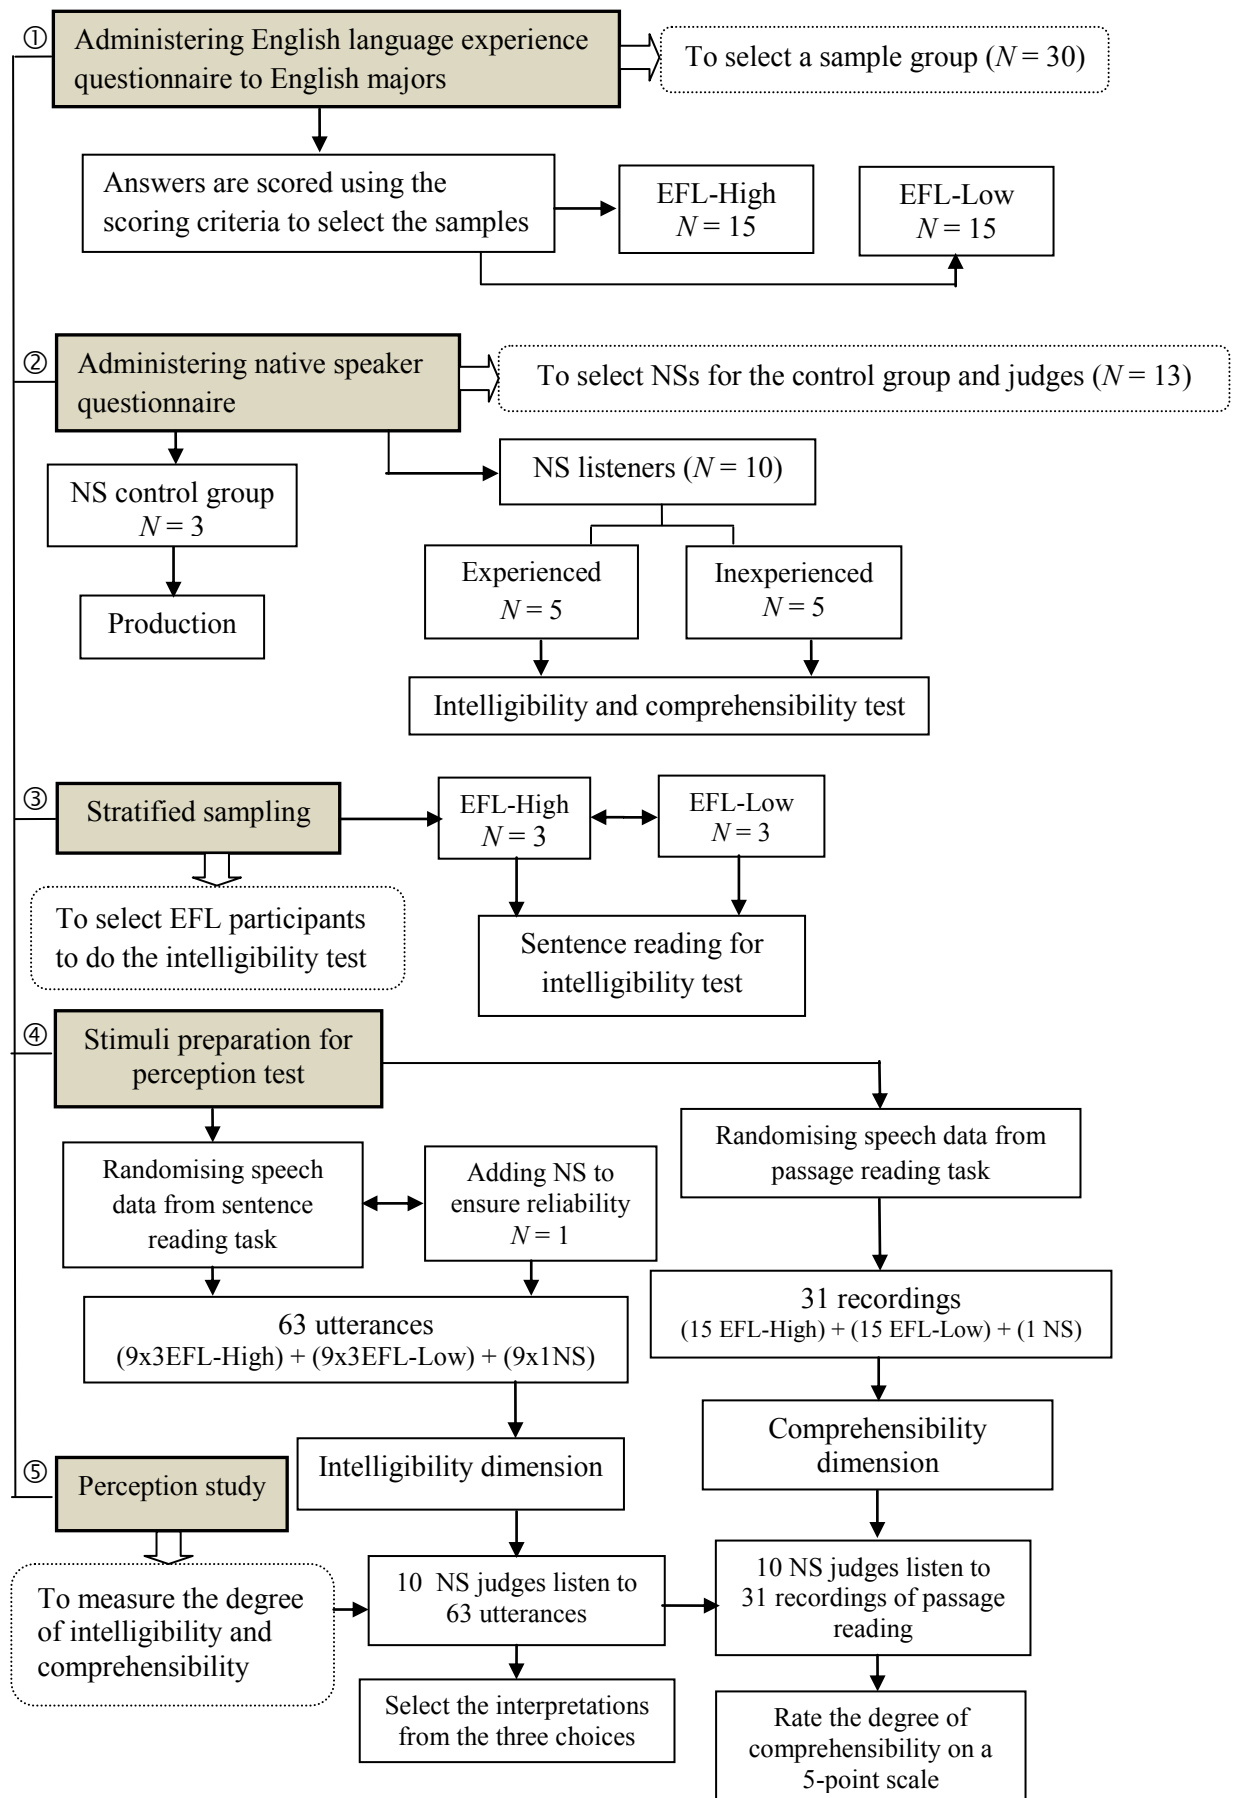 ①
Administering English language experience
questionnaire to English majors
To select a sample group (N = 30)
Answers are scored using the
scoring criteria to select the samples
EFL-High
N = 15
EFL-Low
N = 15
②
Administering native speaker
questionnaire
To select NSs for the control group and judges (N = 13)
NS control group
N = 3
Production
NS listeners (N = 10)
Experienced
N = 5
Inexperienced
N = 5
Intelligibility and comprehensibility test
③
Stratified sampling
EFL-High
N = 3
EFL-Low
N = 3
To select EFL participants
to do the intelligibility test
Sentence reading for
intelligibility test
④
Stimuli preparation for
perception test
Randomising speech
data from sentence
reading task
Adding NS to
ensure reliability
N = 1
Randomising speech data from
passage reading task
63 utterances
(9x3EFL-High) + (9x3EFL-Low) + (9x1NS)
31 recordings
(15 EFL-High) + (15 EFL-Low) + (1 NS)
Intelligibility dimension
Comprehensibility
dimension
⑤
Perception study
To measure the degree
of intelligibility and
comprehensibility
10 NS judges listen to
63 utterances
10 NS judges listen to
31 recordings of passage
reading
Select the interpretations
from the three choices
Rate the degree of
comprehensibility on a
5-point scale